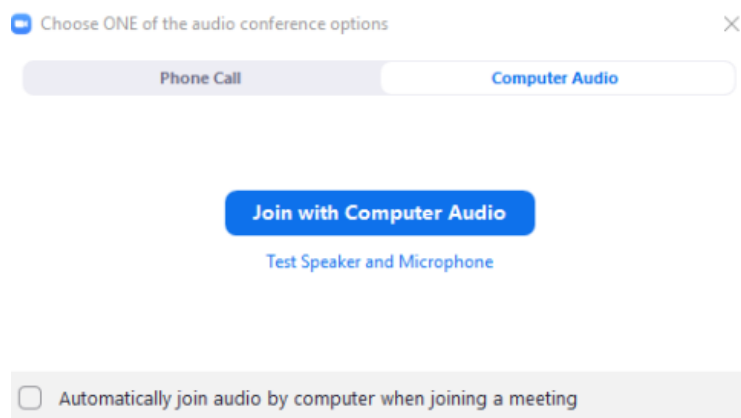 Choose ONE of the audio conference options
Phone Call
Computer Audio
Join with Computer Audio
Test Speaker and Microphone
Automatically join audio by computer when joining a meeting